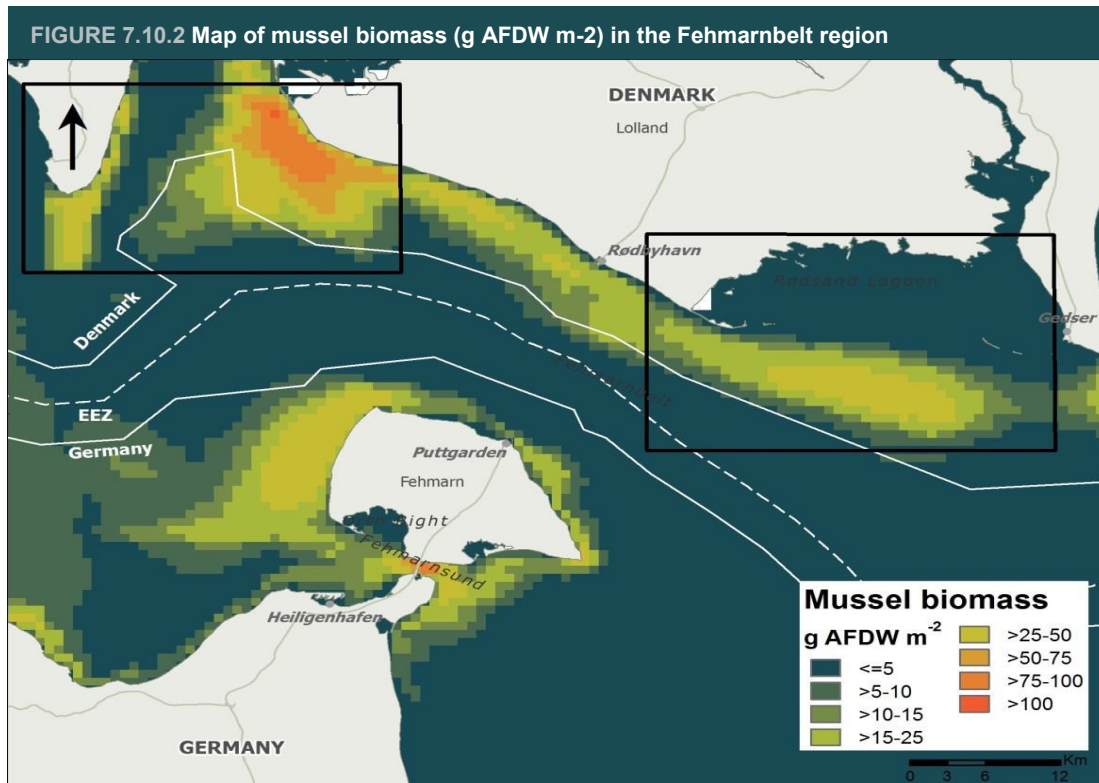 FIGURE 7.10.2 Map of mussel biomass (g AFDW m-2) in the Fehmarnbelt region
DENMARK
Lolland
Rødbyhavn
Rødsand Lagoon
Gedser
Denmark
EEZ
Germany
Fehmarnbelt
Puttgarden
Fehmarn
Fehmarnsund
Heiligenhafen
GERMANY
Mussel biomass
g AFDW m-2
<=5
>5-10
>10-15
>15-25
>25-50
>50-75
>75-100
>100
Km
0 3 6 12